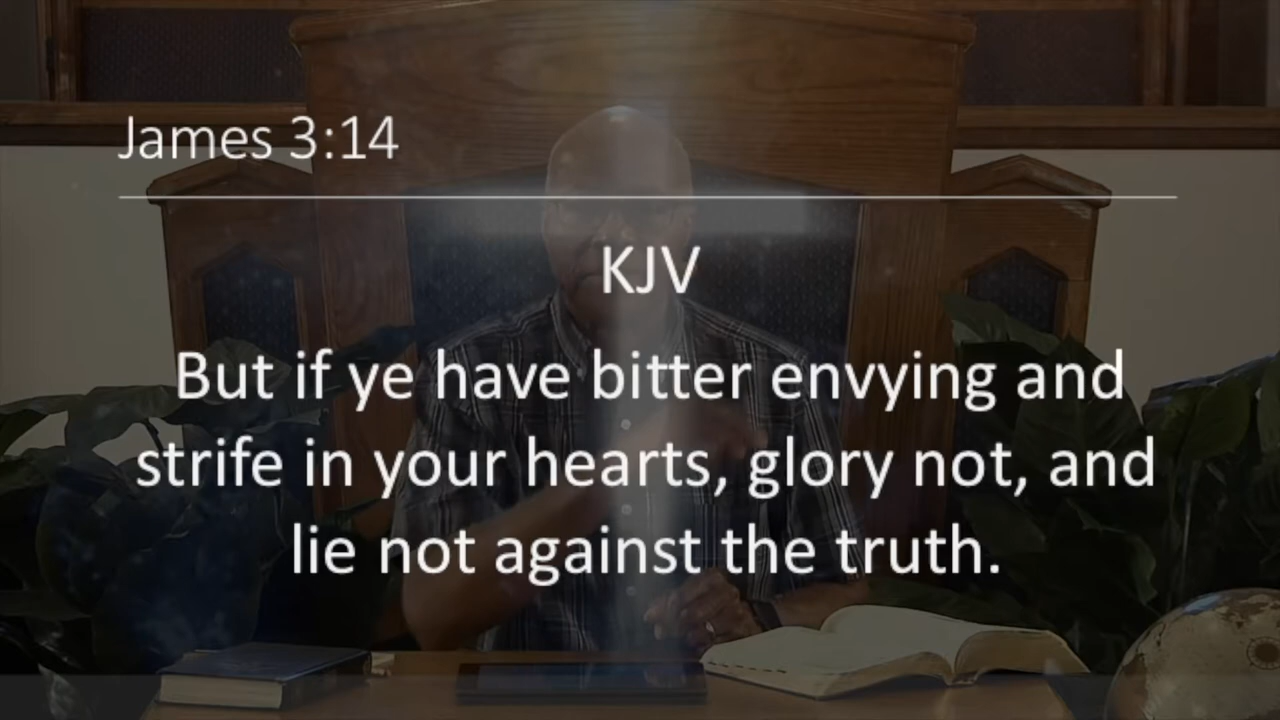 James 3:14
KJV
But if ye have bitter envying and
strife in your hearts, glory not, and
lie not against the truth.